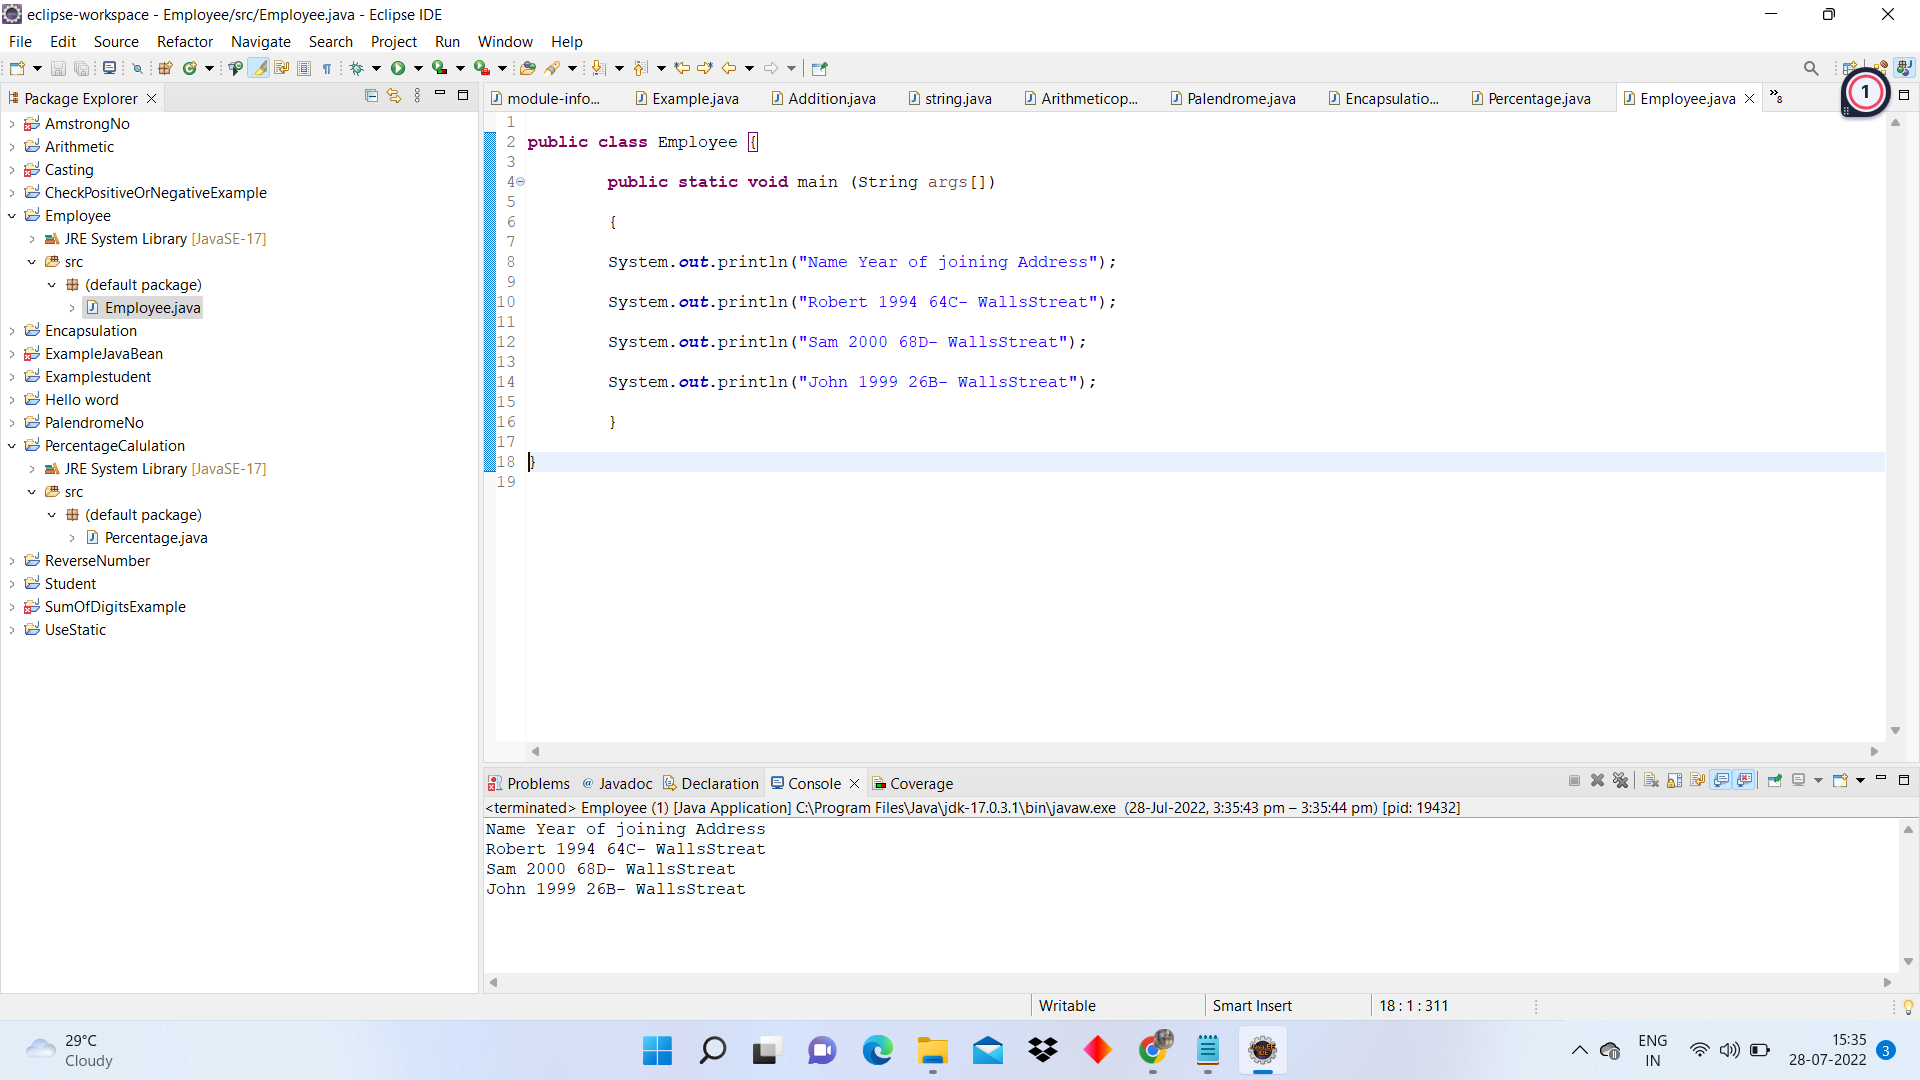 eclipse-workspace - Employee/src/Employee.java - Eclipse IDE
File Edit Source Refactor Navigate Search Project Run Window Help
Package Explorer
AmstrongNo
Arithmetic
Casting
CheckPositiveOrNegativeExample
Employee
JRE System Library [JavaSE-17]
src
(default package)
Employee.java
Encapsulation
ExampleJavaBean
Examplestudent
Hello word
PalendromeNo
PercentageCalulation
JRE System Library [JavaSE-17]
src
(default package)
Percentage.java
ReverseNumber
Student
SumOfDigitsExample
UseStatic
module-info... Example.java Addition.java string.java Arithmeticop... Palendrome.java Encapsulatio... Percentage.java Employee.java »8
1
1
2 public class Employee {
3
4 public static void main (String args[])
5
6 {
7
8 System.out.println("Name Year of joining Address");
9
10 System.out.println("Robert 1994 64C- WallsStreat");
11
12 System.out.println("Sam 2000 68D- WallsStreat");
13
14 System.out.println("John 1999 26B- WallsStreat");
15
16 }
17
18 }
19
Problems @ Javadoc Declaration Console Coverage
<terminated> Employee (1) [Java Application] C:\Program Files\Java\jdk-17.0.3.1\bin\javaw.exe (28-Jul-2022, 3:35:43 pm – 3:35:44 pm) [pid: 19432]
Name Year of joining Address
Robert 1994 64C- WallsStreat
Sam 2000 68D- WallsStreat
John 1999 26B- WallsStreat
Writable Smart Insert 18 : 1 : 311
29°C
Cloudy
ENG
IN
15:35
28-07-2022
3